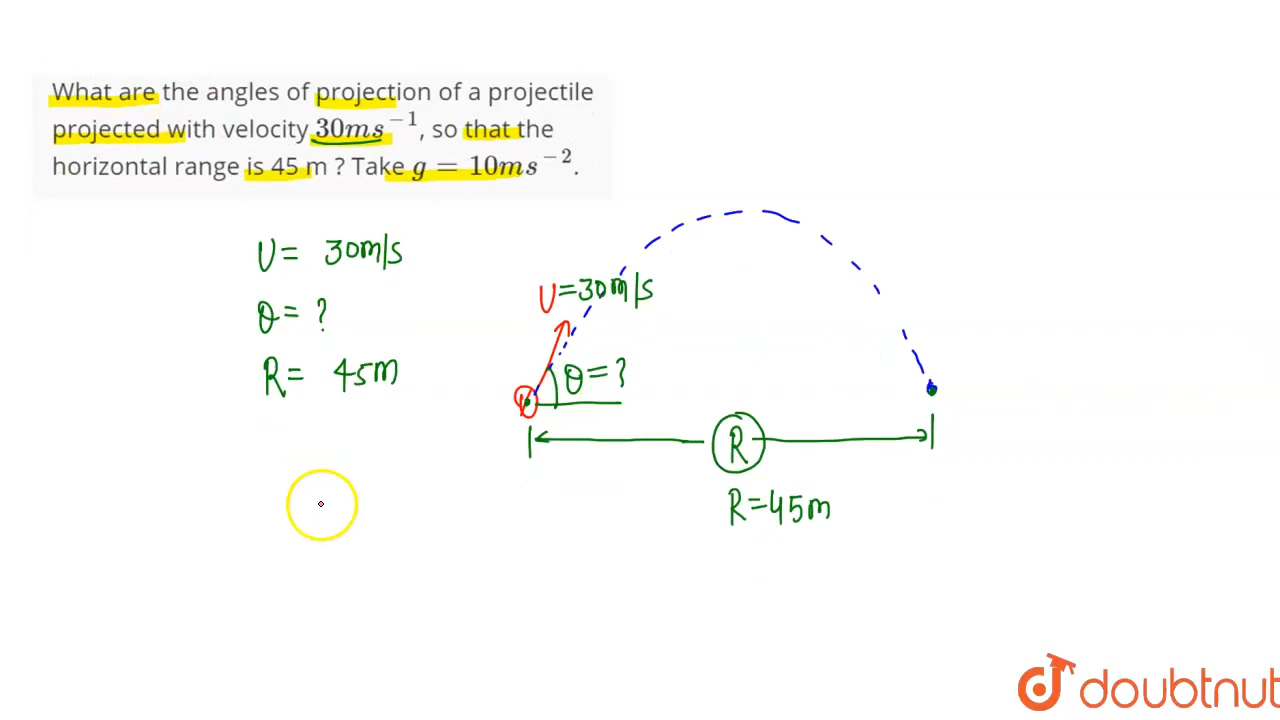 What are the angles of projection of a projectile
projected with velocity 30ms⁻¹, so that the
horizontal range is 45 m ? Take g = 10ms⁻².
U= 30m/s
θ= ?
R= 45m
U=30m/s
θ=?
R
R=45m
doubtnut